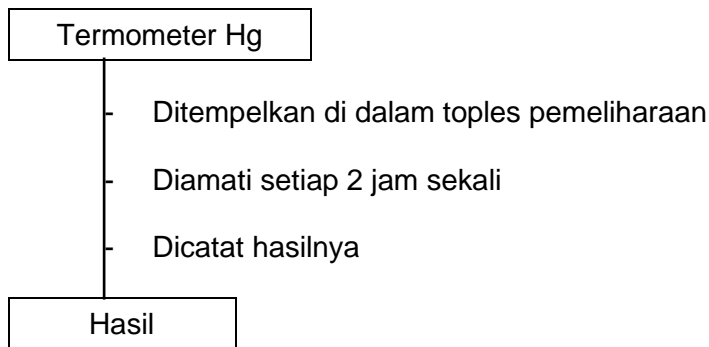 Termometer Hg
- Ditempelkan di dalam toples pemeliharaan
- Diamati setiap 2 jam sekali
- Dicatat hasilnya
Hasil